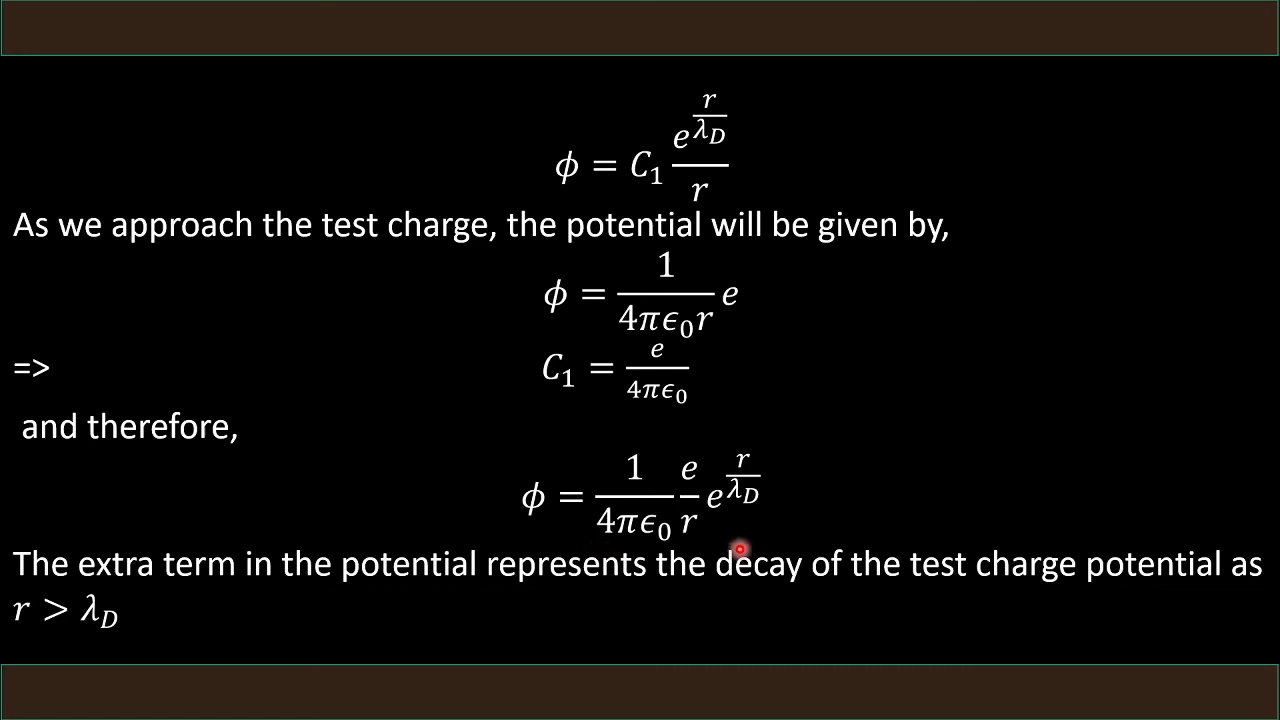 𝜙 = C₁ e^(r/λ_D) / r
As we approach the test charge, the potential will be given by,
𝜙 = 1/(4πϵ₀r) e
=> C₁ = e/(4πϵ₀)
and therefore,
𝜙 = 1/(4πϵ₀) e/r e^(r/λ_D)
The extra term in the potential represents the decay of the test charge potential as
r > λ_D